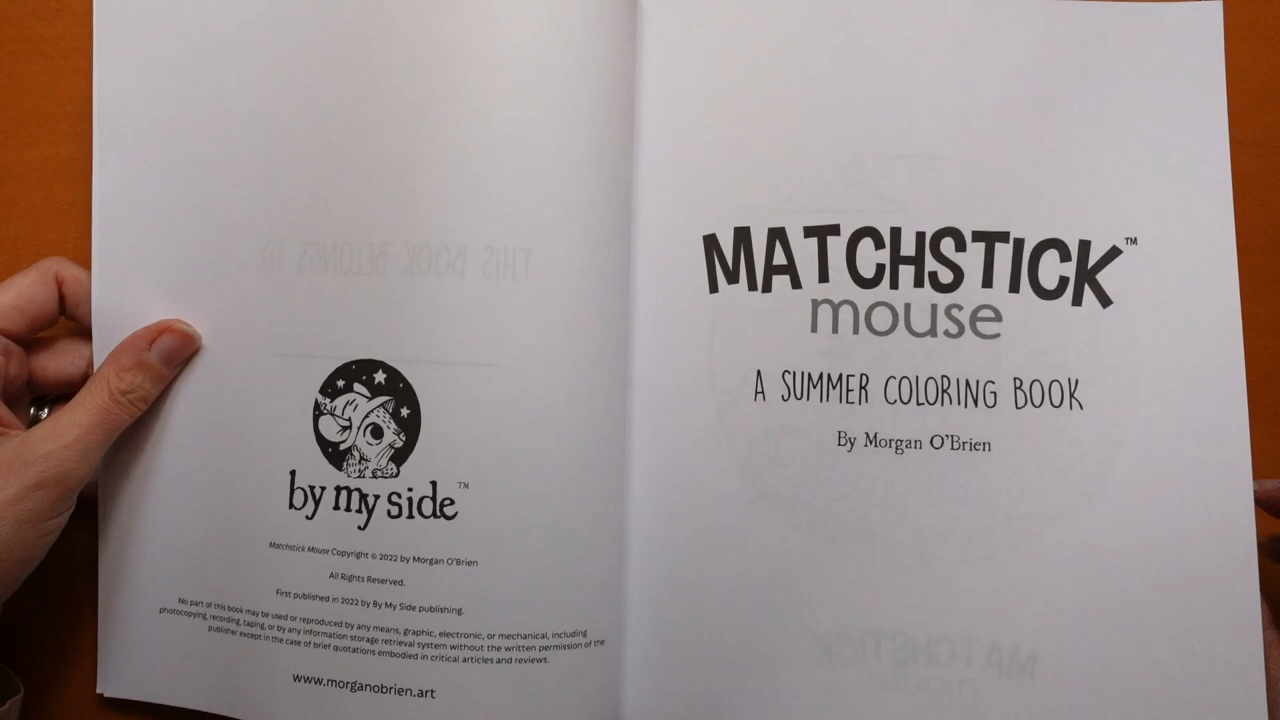 THIS BOOK BELONGS TO
by my side™
Matchstick Mouse Copyright © 2022 by Morgan O'Brien
All Rights Reserved.
First published in 2022 by By My Side publishing.
No part of this book may be used or reproduced by any means, graphic, electronic, or mechanical, including
photocopying, recording, taping, or by any information storage retrieval system without the written permission of the
publisher except in the case of brief quotations embodied in critical articles and reviews.
www.morganobrien.art
MATCHSTICK™
mouse
A SUMMER COLORING BOOK
By Morgan O'Brien
MATCHSTICK
mouse